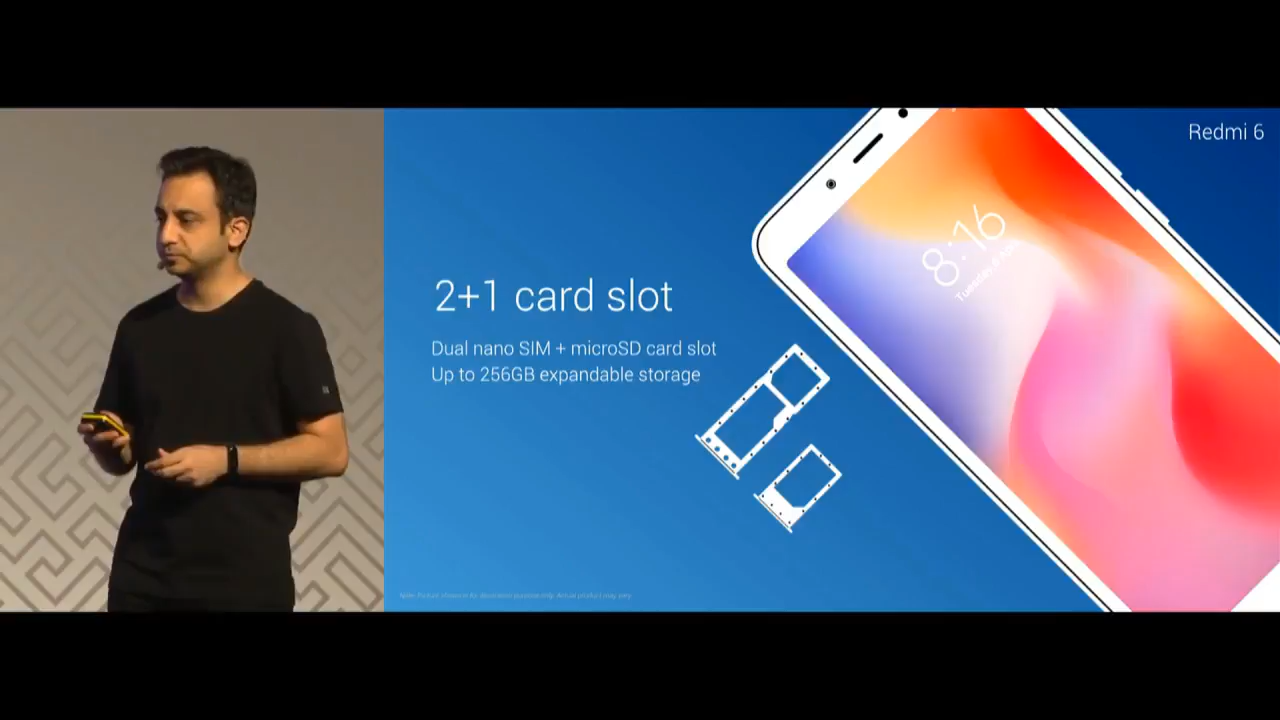 Redmi 6
8:16
2+1 card slot
Dual nano SIM + microSD card slot
Up to 256GB expandable storage